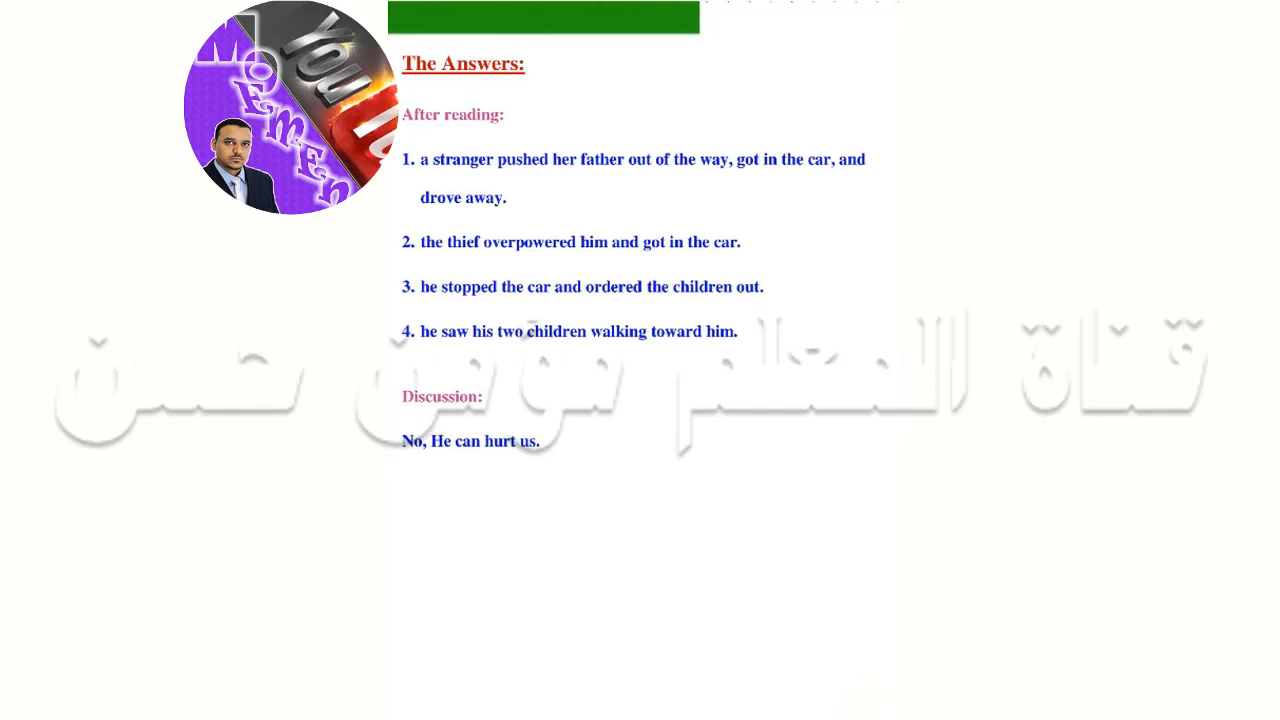 MOEMEN
You
The Answers:
After reading:
1. a stranger pushed her father out of the way, got in the car, and
drove away.
2. the thief overpowered him and got in the car.
3. he stopped the car and ordered the children out.
4. he saw his two children walking toward him.
قناة المعلم مؤمن حسن
Discussion:
No, He can hurt us.